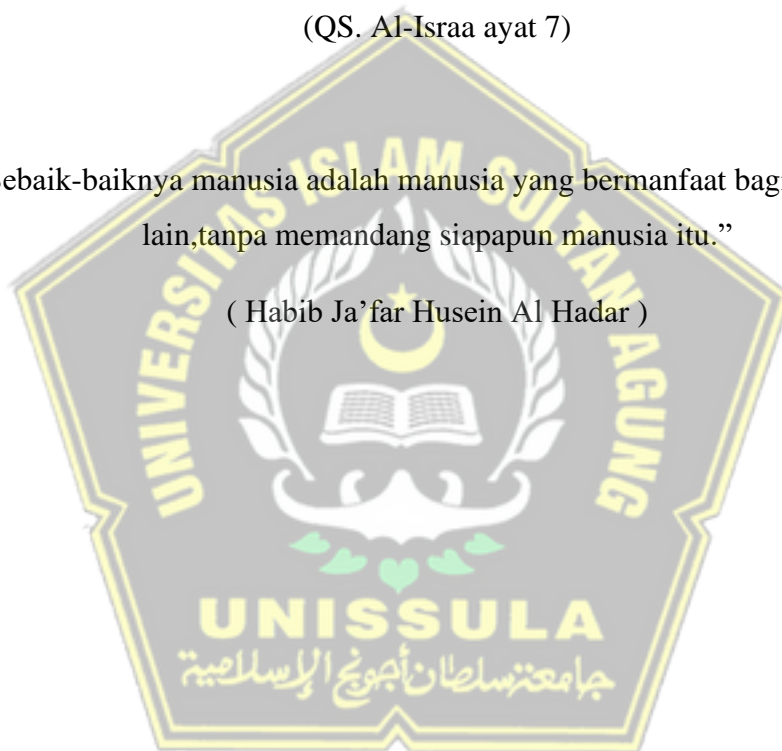 (QS. Al-Israa ayat 7)
ebaik-baiknya manusia adalah manusia yang bermanfaat bagi
lain,tanpa memandang siapapun manusia itu.”
( Habib Ja’far Husein Al Hadar )
UNIVERSITAS ISLAM SULTAN AGUNG
UNISSULA
جامعة سلطان أجونج الإسلامية